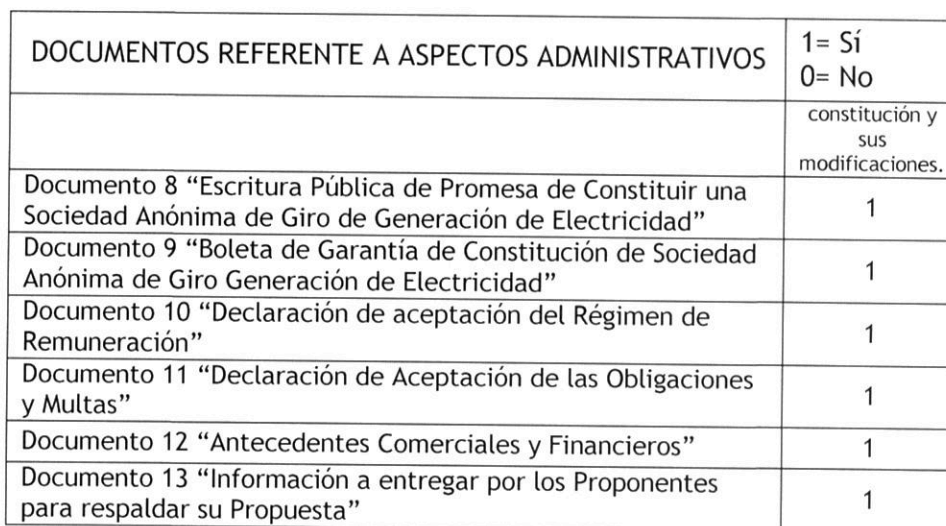 DOCUMENTOS REFERENTE A ASPECTOS ADMINISTRATIVOS
1= Sí
0= No
constitución y
sus
modificaciones.
Documento 8 “Escritura Pública de Promesa de Constituir una
Sociedad Anónima de Giro de Generación de Electricidad”
1
Documento 9 “Boleta de Garantía de Constitución de Sociedad
Anónima de Giro Generación de Electricidad”
1
Documento 10 “Declaración de aceptación del Régimen de
Remuneración”
1
Documento 11 “Declaración de Aceptación de las Obligaciones
y Multas”
1
Documento 12 “Antecedentes Comerciales y Financieros”
1
Documento 13 “Información a entregar por los Proponentes
para respaldar su Propuesta”
1